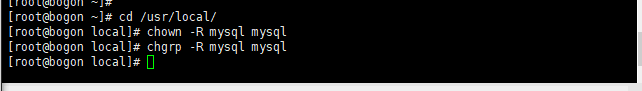 [root@bogon ~]#
[root@bogon ~]# cd /usr/local/
[root@bogon local]# chown -R mysql mysql
[root@bogon local]# chgrp -R mysql mysql
[root@bogon local]#